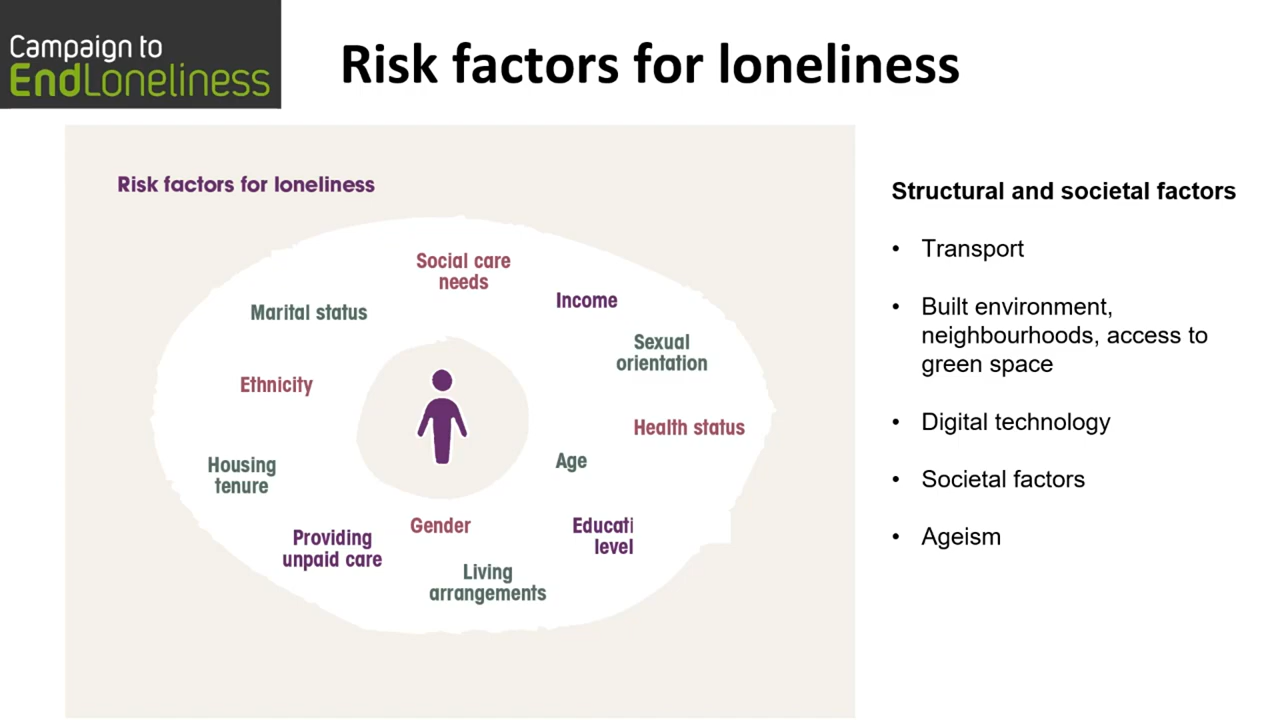 Campaign to
EndLoneliness
Risk factors for loneliness
Risk factors for loneliness
Social care
needs
Income
Marital status
Sexual
orientation
Ethnicity
Health status
Age
Housing
tenure
Gender
Educati
level
Providing
unpaid care
Living
arrangements
Structural and societal factors
• Transport
• Built environment,
neighbourhoods, access to
green space
• Digital technology
• Societal factors
• Ageism